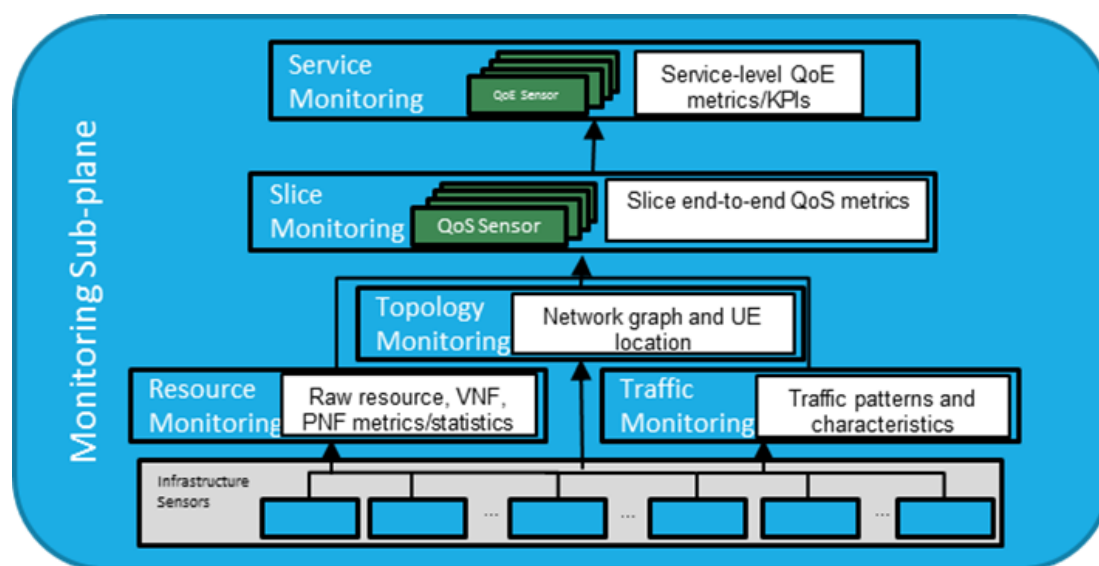 Monitoring Sub-plane
Service
Monitoring
QoE Sensor
Service-level QoE
metrics/KPIs
Slice
Monitoring
QoS Sensor
Slice end-to-end QoS metrics
Topology
Monitoring
Network graph and UE
location
Resource
Monitoring
Raw resource, VNF,
PNF metrics/statistics
Traffic
Monitoring
Traffic patterns and
characteristics
Infrastructure
Sensors
...
...
...